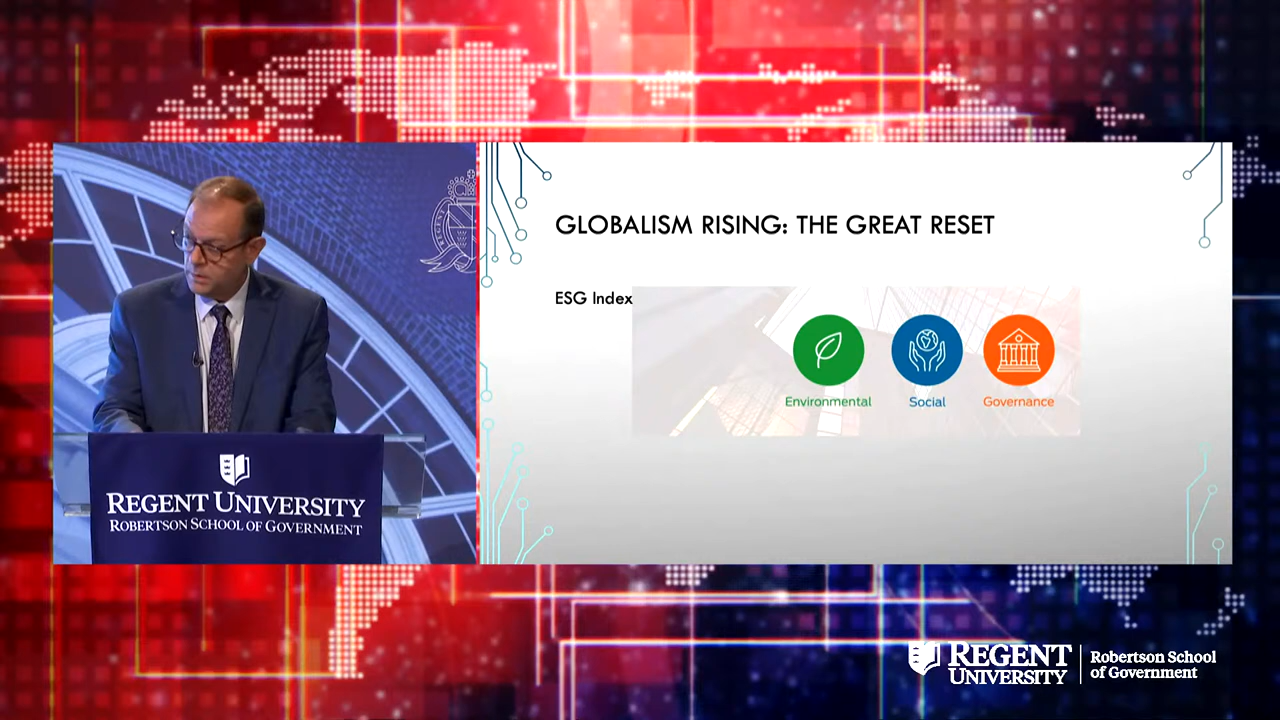 GLOBALISM RISING: THE GREAT RESET
ESG Index
Environmental
Social
Governance
REGENT UNIVERSITY
ROBERTSON SCHOOL OF GOVERNMENT
REGENT
UNIVERSITY
Robertson School
of Government